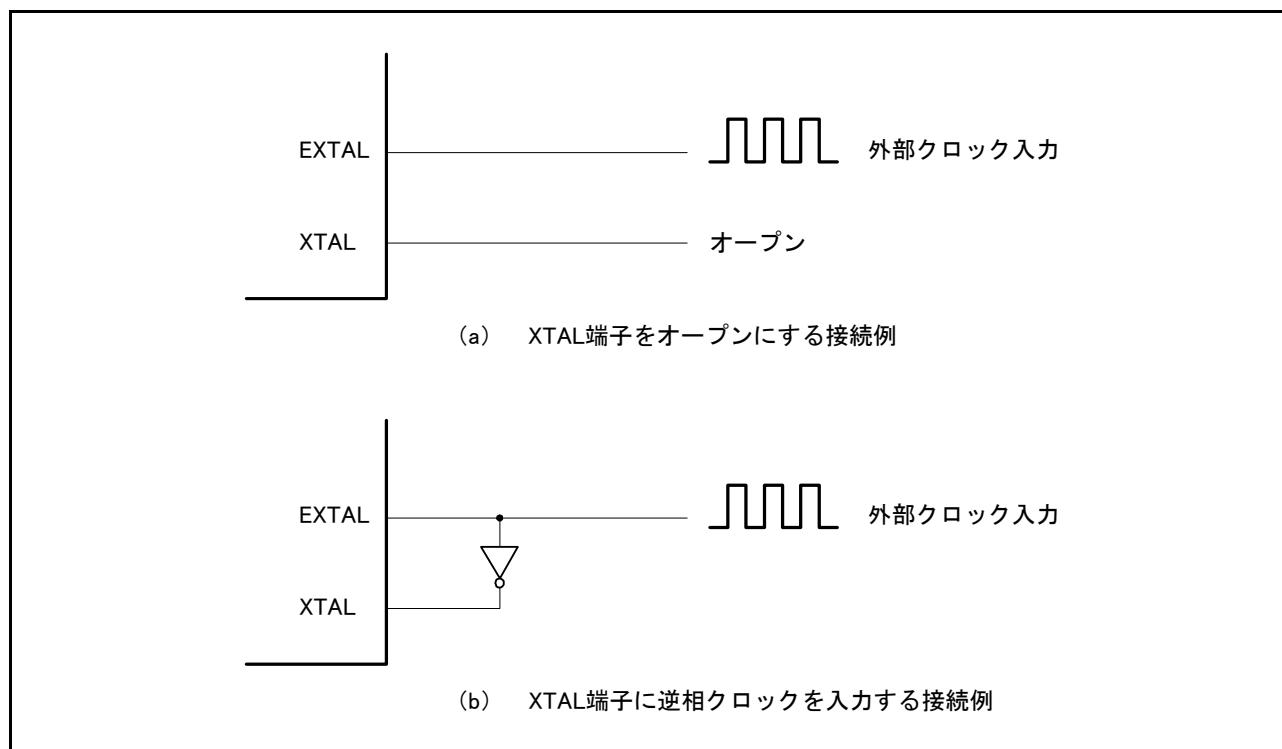 EXTAL
外部クロック入力
XTAL
オープン
(a) XTAL端子をオープンにする接続例
EXTAL
外部クロック入力
XTAL
(b) XTAL端子に逆相クロックを入力する接続例